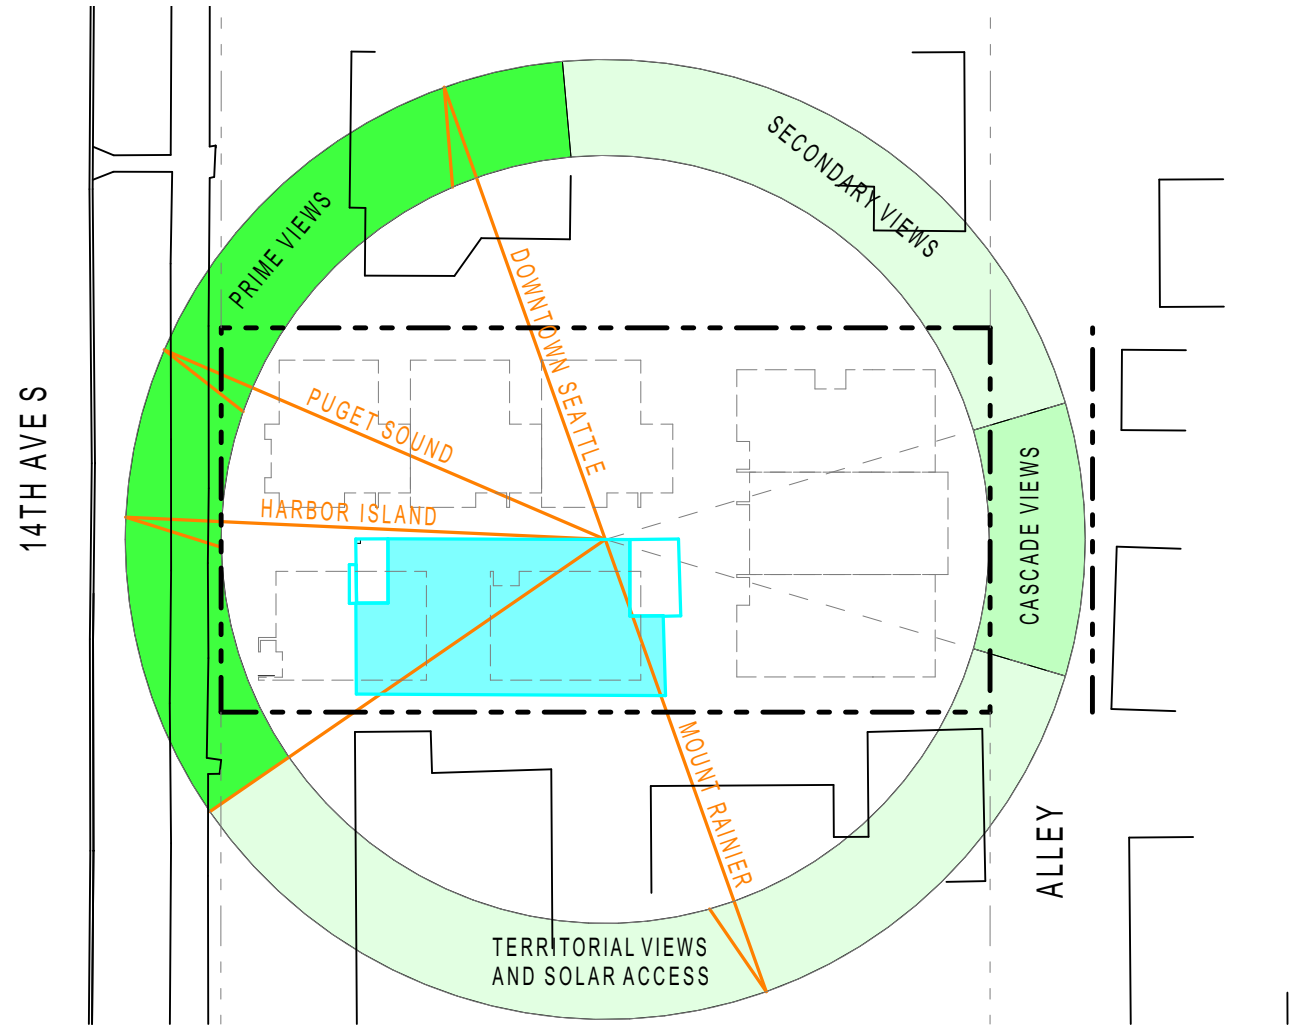 SECONDARY VIEWS
PRIME VIEWS
DOWNTOWN SEATTLE
PUGET SOUND
14TH AVE S
HARBOR ISLAND
CASCADE VIEWS
MOUNT RAINIER
ALLEY
TERRITORIAL VIEWS
AND SOLAR ACCESS